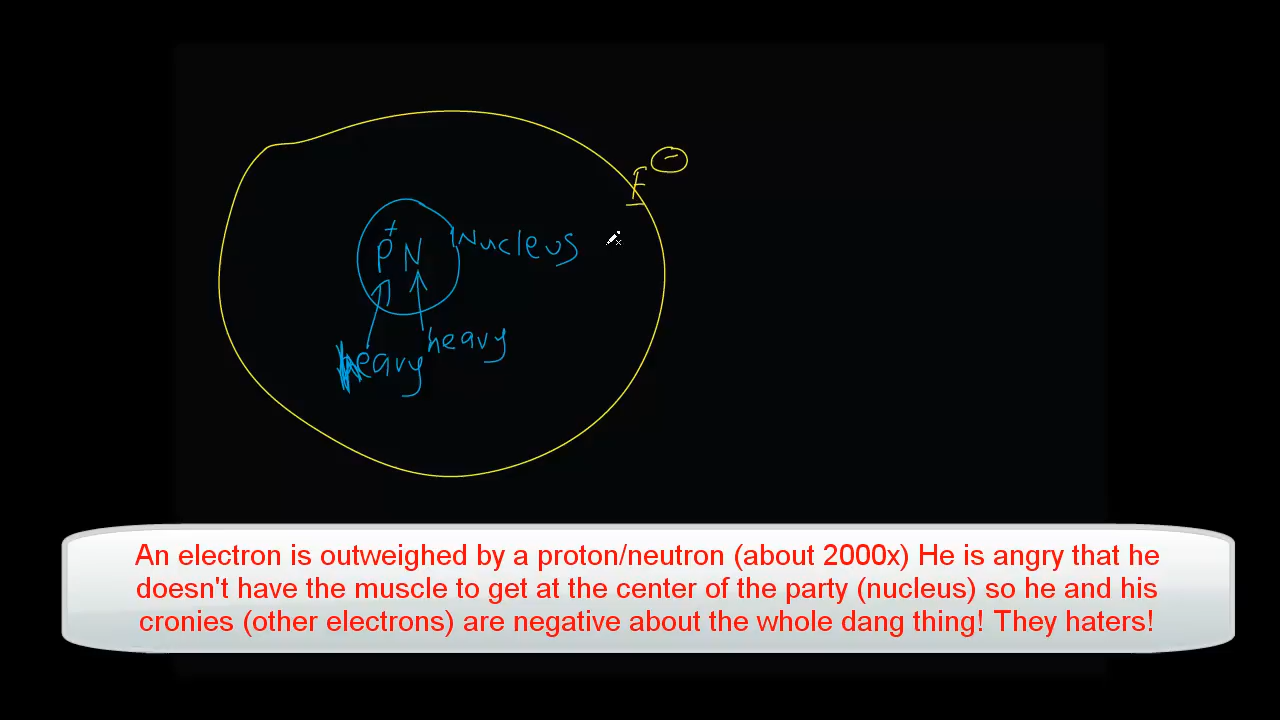 −
E
+
P N Nucleus
heavy
heavy
An electron is outweighed by a proton/neutron (about 2000x) He is angry that he
doesn't have the muscle to get at the center of the party (nucleus) so he and his
cronies (other electrons) are negative about the whole dang thing! They haters!